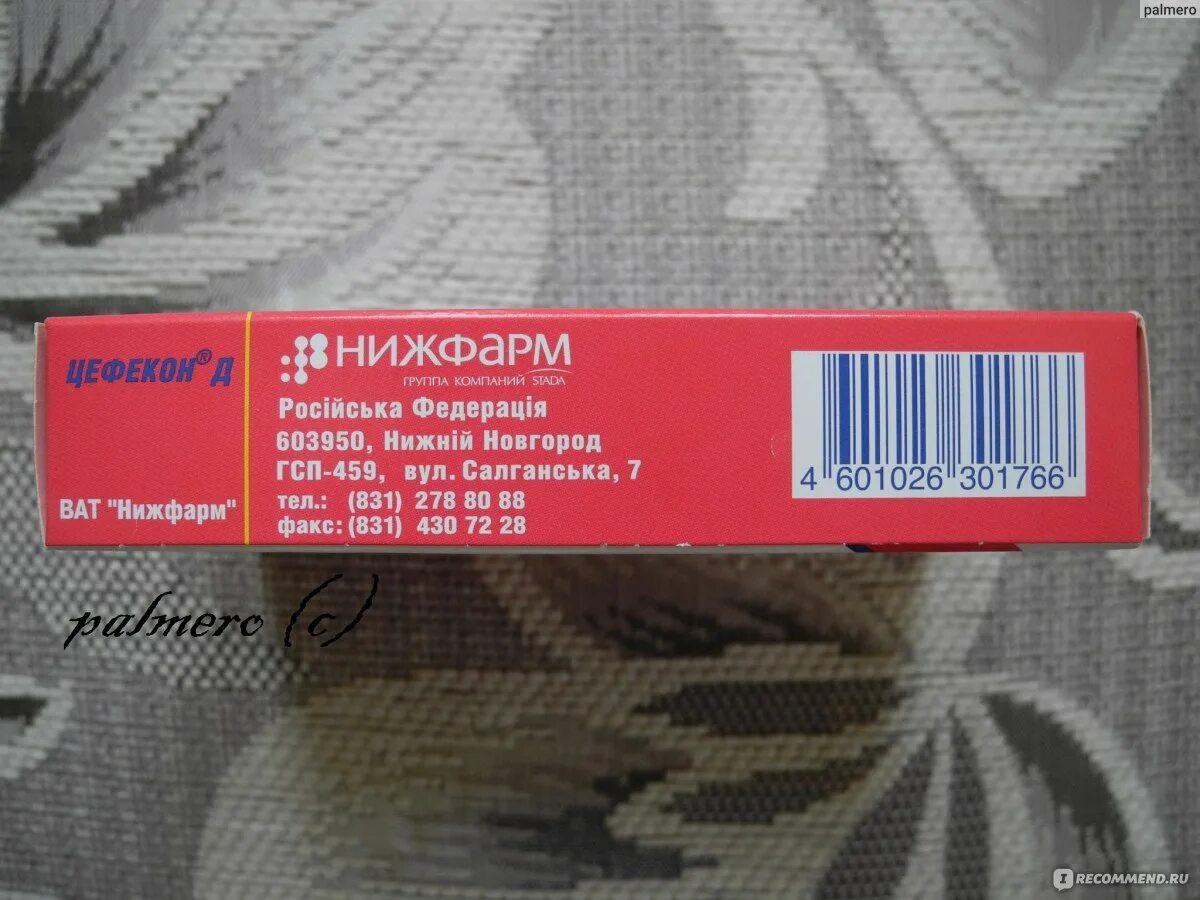 palmero
ЦЕФЕКОН® Д
ВАТ "Нижфарм"
НИЖФАРМ
ГРУППА КОМПАНИЙ STADA
Російська Федерація
603950, Нижній Новгород
ГСП-459, вул. Салганська, 7
тел.: (831) 278 80 88
факс: (831) 430 72 28
4 601026 301766
palmero (c)
IRECOMMEND.RU